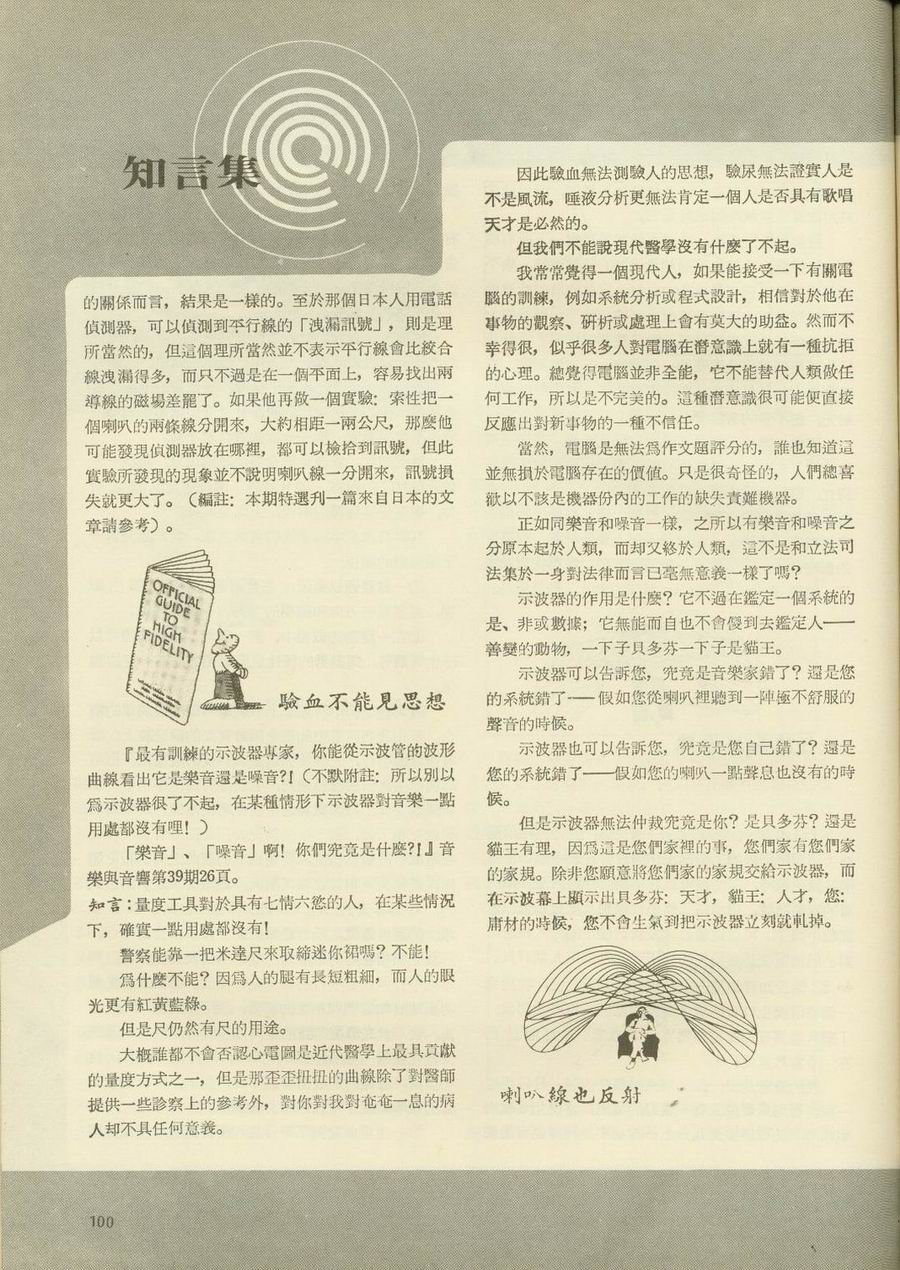 知言集
的關係而言，結果是一樣的。至於那個日本人用電話
偵測器，可以偵測到平行線的「洩漏訊號」，則是理
所當然的，但這個理所當然並不表示平行線會比絞合
線洩漏得多，而只不過是在一個平面上，容易找出兩
導線的磁場差罷了。如果他再做一個實驗：索性把一
個喇叭的兩條線分開來，大約相距一兩公尺，那麼他
可能發現偵測器放在哪裡，都可以檢拾到訊號，但此
實驗所發現的現象並不說明喇叭線一分開來，訊號損
失就更大了。（編註：本期特選刋一篇來自日本的文
章請參考）。
OFFICIAL
GUIDE
TO
HIGH
FIDELITY
驗血不能見思想
『最有訓練的示波器專家，你能從示波管的波形
曲線看出它是樂音還是噪音?!（不默附註：所以別以
爲示波器很了不起，在某種情形下示波器對音樂一點
用處都沒有哩！）
「樂音」、「噪音」啊！你們究竟是什麼?!』音
樂與音響第39期26頁。
知言：量度工具對於具有七情六慾的人，在某些情況
下，確實一點用處都沒有！
警察能靠一把米達尺來取締迷你裙嗎？不能！
爲什麼不能？因爲人的腿有長短粗細，而人的眼
光更有紅黃藍綠。
但是尺仍然有尺的用途。
大概誰都不會否認心電圖是近代醫學上最具貢獻
的量度方式之一，但是那歪歪扭扭的曲線除了對醫師
提供一些診察上的參考外，對你對我對奄奄一息的病
人却不具任何意義。
因此驗血無法測驗人的思想，驗尿無法證實人是
不是風流，唾液分析更無法肯定一個人是否具有歌唱
天才是必然的。
但我們不能說現代醫學沒有什麼了不起。
我常常覺得一個現代人，如果能接受一下有關電
腦的訓練，例如系統分析或程式設計，相信對於他在
事物的觀察、硏析或處理上會有莫大的助益。然而不
幸得很，似乎很多人對電腦在潛意識上就有一種抗拒
的心理。總覺得電腦並非全能，它不能替代人類做任
何工作，所以是不完美的。這種潛意識很可能便直接
反應出對新事物的一種不信任。
當然，電腦是無法爲作文題評分的，誰也知道這
並無損於電腦存在的價值。只是很奇怪的，人們總喜
歡以不該是機器份內的工作的缺失責難機器。
正如同樂音和噪音一樣，之所以有樂音和噪音之
分原本起於人類，而却又終於人類，這不是和立法司
法集於一身對法律而言已毫無意義一樣了嗎？
示波器的作用是什麼？它不過在鑑定一個系統的
是、非或數據；它無能而自也不會傻到去鑑定人——
善變的動物，一下子貝多芬一下子是貓王。
示波器可以告訴您，究竟是音樂家錯了？還是您
的系統錯了——假如您從喇叭裡聽到一陣極不舒服的
聲音的時候。
示波器也可以告訴您，究竟是您自己錯了？還是
您的系統錯了——假如您的喇叭一點聲息也沒有的時
候。
但是示波器無法仲裁究竟是你？是貝多芬？還是
貓王有理，因爲這是您們家裡的事，您們家有您們家
的家規。除非您願意將您們家的家規交給示波器，而
在示波幕上顯示出貝多芬：天才，貓王：人才，您：
庸材的時候，您不會生氣到把示波器立刻就軋掉。
喇叭線也反射
100